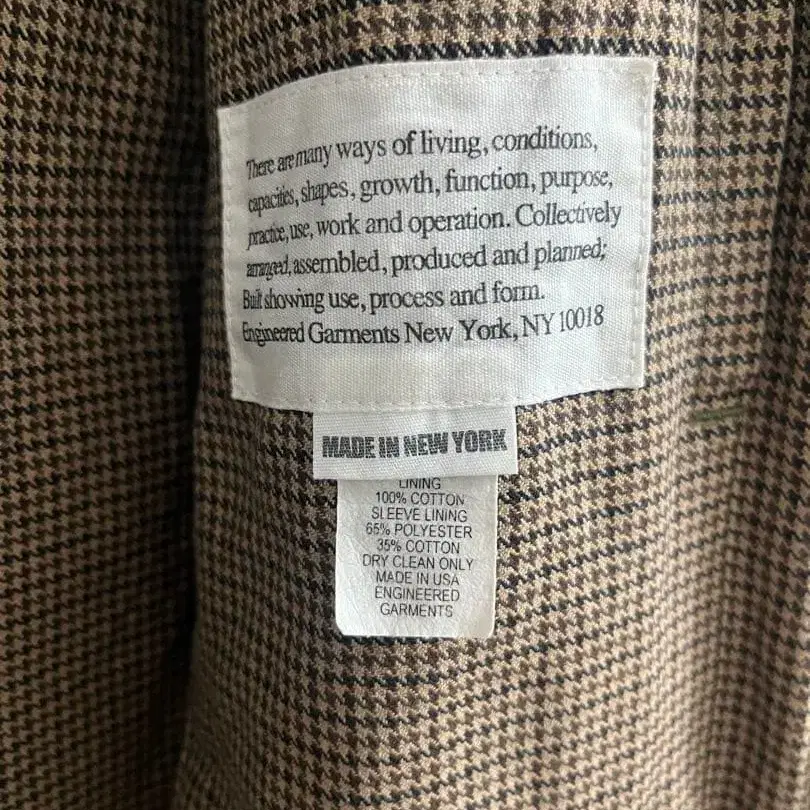 There are many ways of living, conditions,
capacities, shapes, growth, function, purpose,
practice, use, work and operation. Collectively
arranged, assembled, produced and planned;
Built showing use, process and form.
Engineered Garments New York, NY 10018
MADE IN NEW YORK
LINING
100% COTTON
SLEEVE LINING
65% POLYESTER
35% COTTON
DRY CLEAN ONLY
MADE IN USA
ENGINEERED
GARMENTS